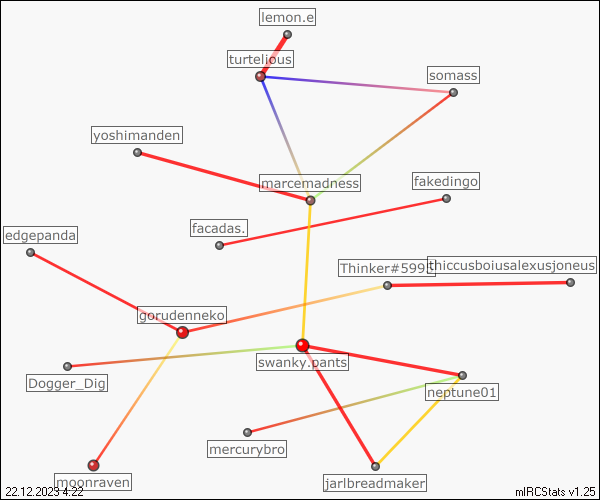 lemon.e
turtelious
somass
yoshimanden
marcemadness
fakedingo
facadas.
edgepanda
Thinker#599
thiccusboiusalexusjoneus
gorudenneko
swanky.pants
Dogger_Dig
neptune01
mercurybro
moonraven
jarlbreadmaker
22.12.2023 4:22
mIRCStats v1.25